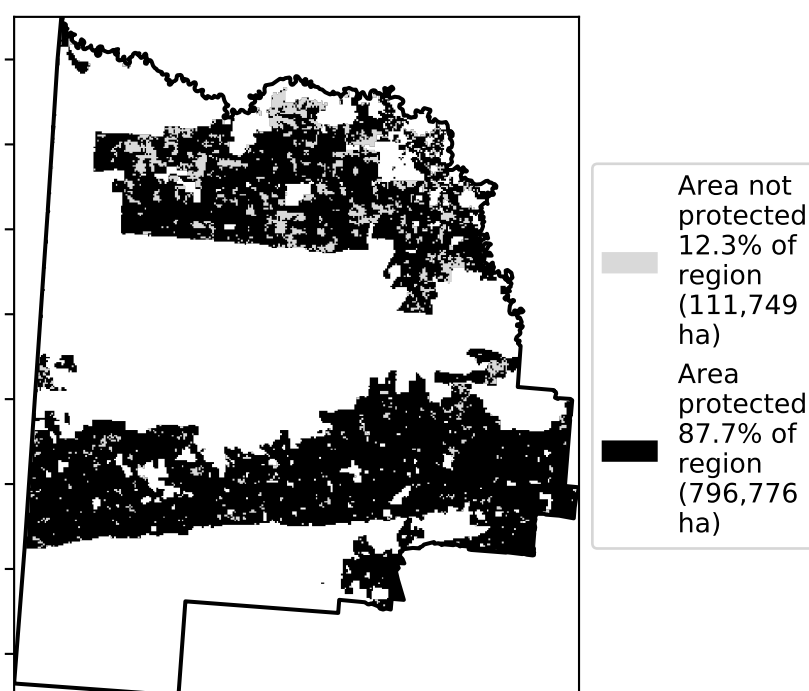 Area not
protected
12.3% of
region
(111,749
ha)
Area
protected
87.7% of
region
(796,776
ha)